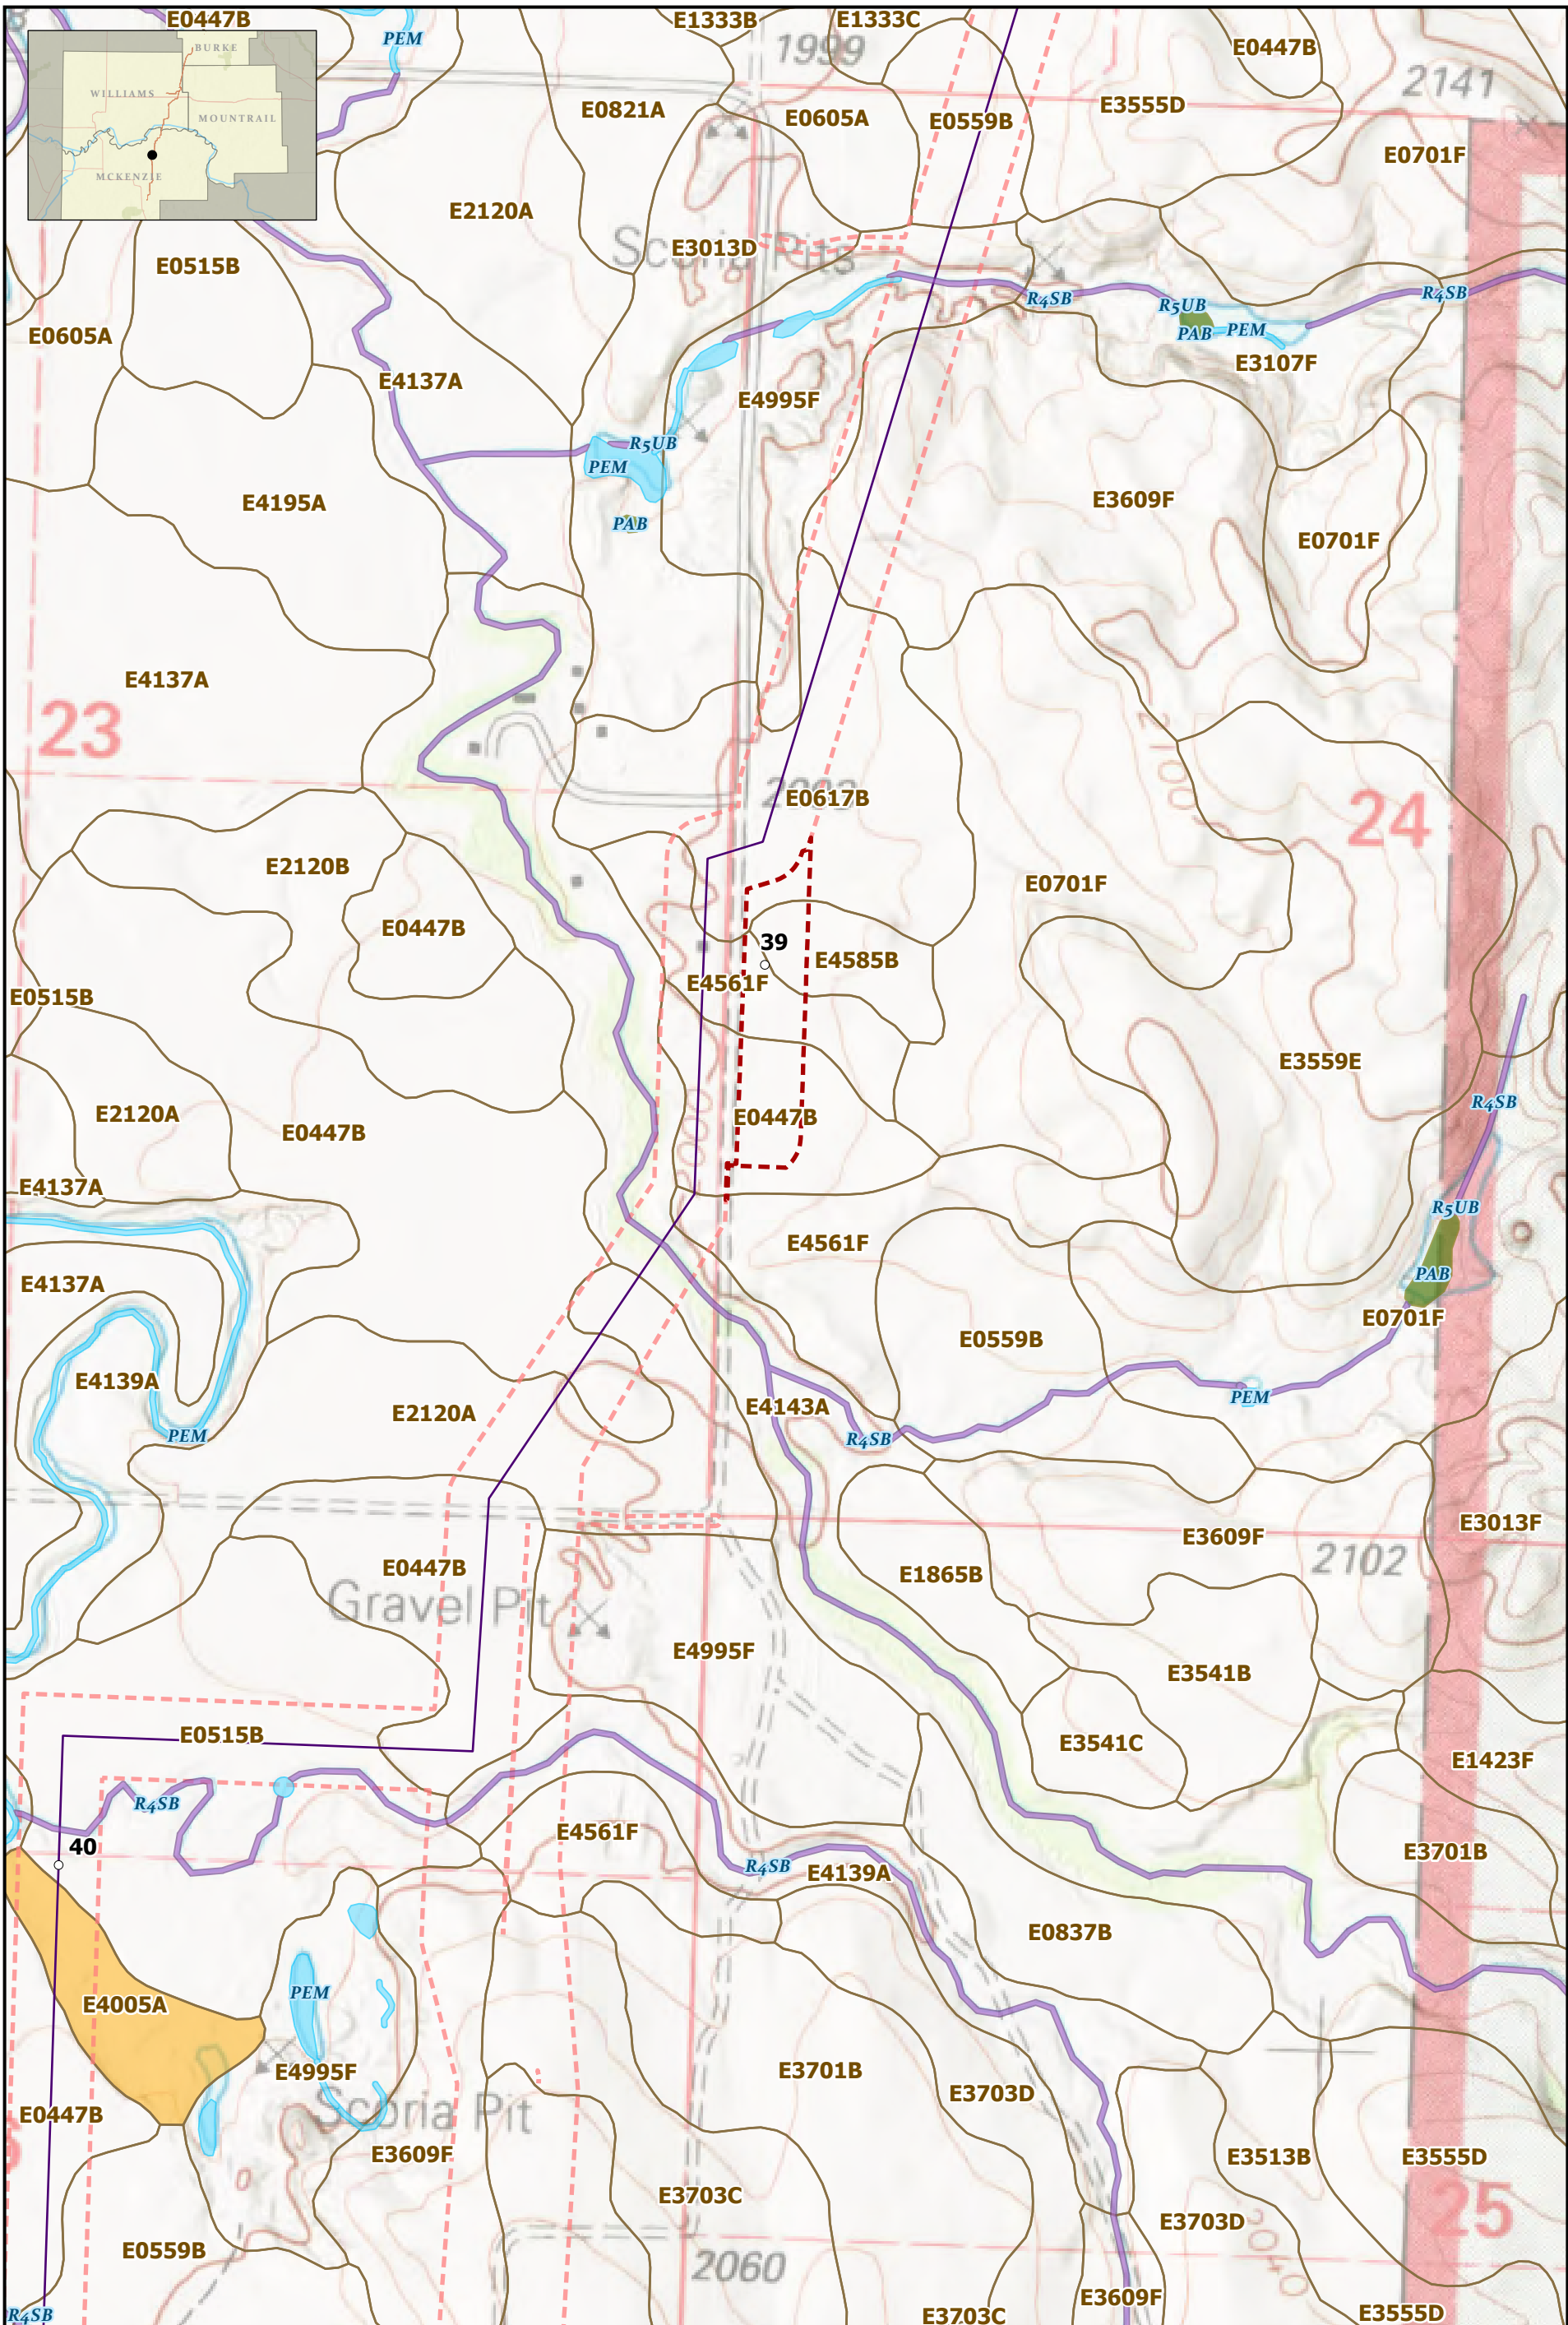 E0447B
PEM
E1333B
E1333C
1999
E0447B
2141
BURKE
WILLIAMS
MOUNTRAIL
MCKENZIE
E0821A
E0605A
E0559B
E3555D
E0701F
E2120A
Scoria Pits
E3013D
E0515B
R4SB
R5UB
R4SB
PAB
PEM
E0605A
E3107F
E4137A
E4995F
R5UB
PEM
E4195A
E3609F
PAB
E0701F
E4137A
23
2100
E0617B
24
E2120B
E0701F
E0447B
39
E4585B
E4561F
E0515B
E3559E
R4SB
E2120A
E0447B
E0447B
E4137A
R5UB
E4561F
PAB
E4137A
E0701F
E0559B
E4139A
PEM
E4143A
E2120A
PEM
R4SB
E3013F
E3609F
2102
E0447B
E1865B
Gravel Pit
E4995F
E3541B
E0515B
E3541C
E1423F
R4SB
E4561F
40
R4SB
E4139A
E3701B
E0837B
PEM
E4005A
E4995F
E3701B
E3703D
Scoria Pit
E0447B
E3609F
E3513B
E3555D
E3703C
25
E3703D
E0559B
2060
2040
E3609F
R4SB
E3703C
E3555D